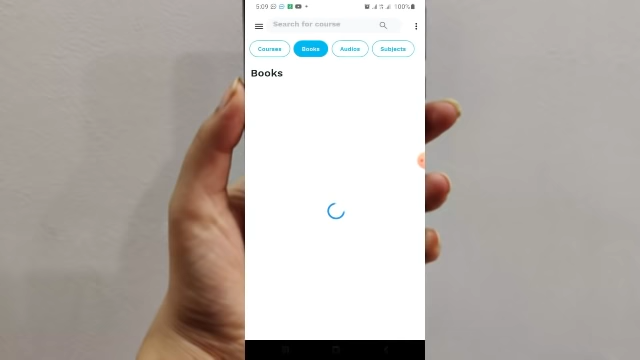 5:09
100%
Search for course
Courses
Books
Audios
Subjects
Books